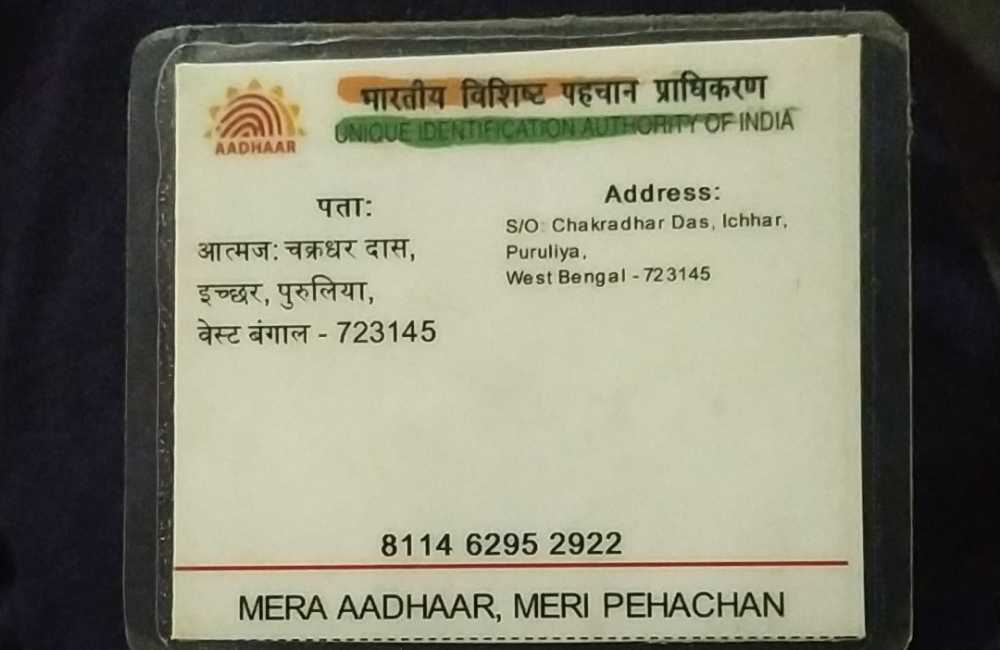 भारतीय विशिष्ट पहचान प्राधिकरण
UNIQUE IDENTIFICATION AUTHORITY OF INDIA
AADHAAR
पता:
आत्मज: चक्रधर दास,
इच्छर, पुरुलिया,
वेस्ट बंगाल - 723145
Address:
S/O: Chakradhar Das, Ichhar,
Puruliya,
West Bengal - 723145
8114 6295 2922
MERA AADHAAR, MERI PEHACHAN